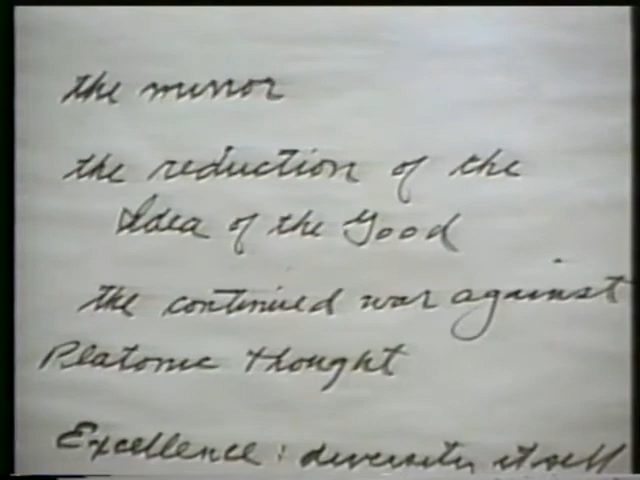 the mirror
the reduction of the
Idea of the Good
the continued war against
Platonic thought
Excellence: diversity itself